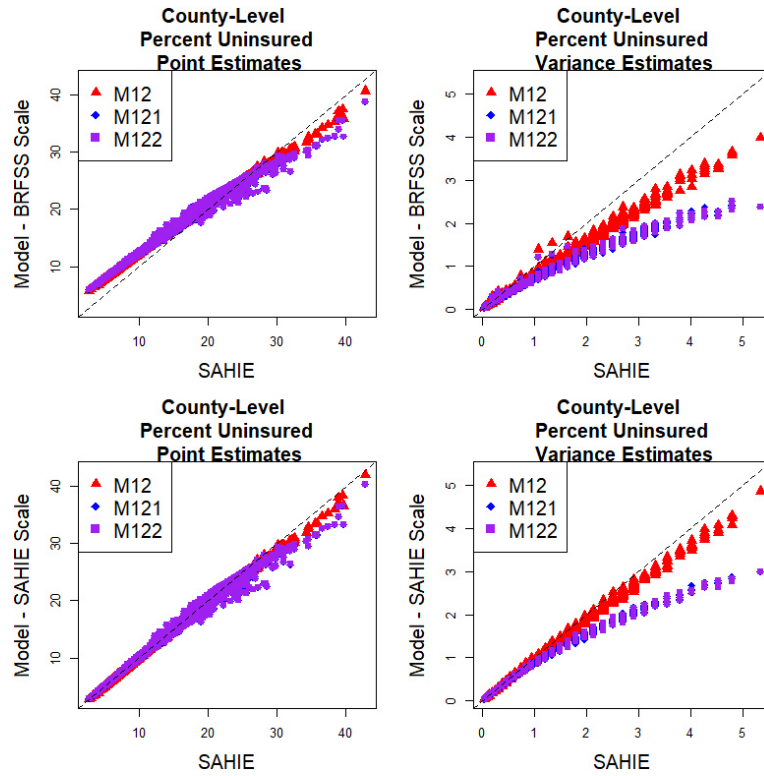 County-Level
Percent Uninsured
Point Estimates
Model - BRFSS Scale
40
30
20
10
M12
M121
M122
10 20 30 40
SAHIE
County-Level
Percent Uninsured
Variance Estimates
Model - BRFSS Scale
5
4
3
2
1
0
M12
M121
M122
0 1 2 3 4 5
SAHIE
County-Level
Percent Uninsured
Point Estimates
Model - SAHIE Scale
40
30
20
10
M12
M121
M122
10 20 30 40
SAHIE
County-Level
Percent Uninsured
Variance Estimates
Model - SAHIE Scale
5
4
3
2
1
0
M12
M121
M122
0 1 2 3 4 5
SAHIE